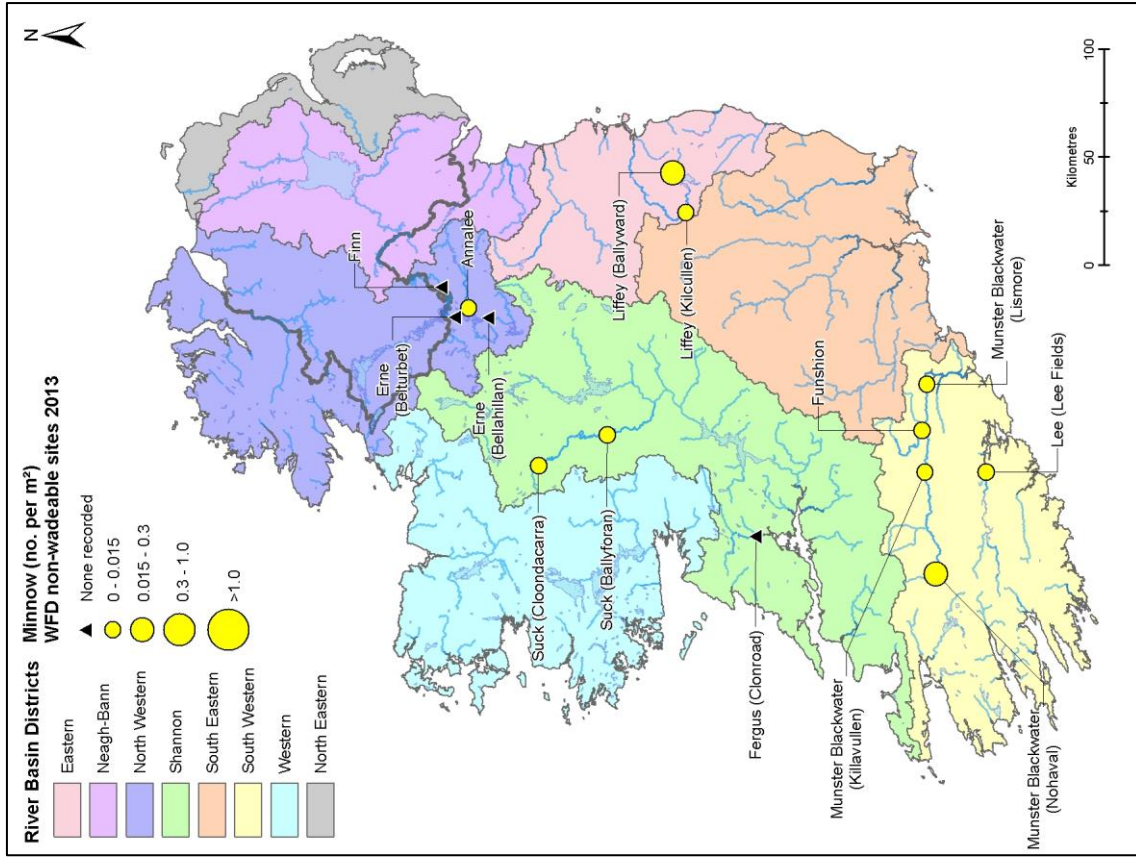 N
River Basin Districts
Eastern
Neagh-Bann
North Western
Shannon
South Eastern
South Western
Western
North Eastern
Minnow (no. per m²)
WFD non-wadeable sites 2013
None recorded
0 - 0.015
0.015 - 0.3
0.3 - 1.0
>1.0
Finn
Annalee
Erne
(Belturbet)
Erne
(Bellahillan)
Suck (Cloondacarra)
Suck (Ballyforan)
Liffey (Ballyward)
Liffey (Kilcullen)
Fergus (Clonroad)
Funshion
Munster Blackwater
(Lismore)
Lee (Lee Fields)
Munster Blackwater
(Killavullen)
Munster Blackwater
(Nohaval)
0
50
100
Kilometres